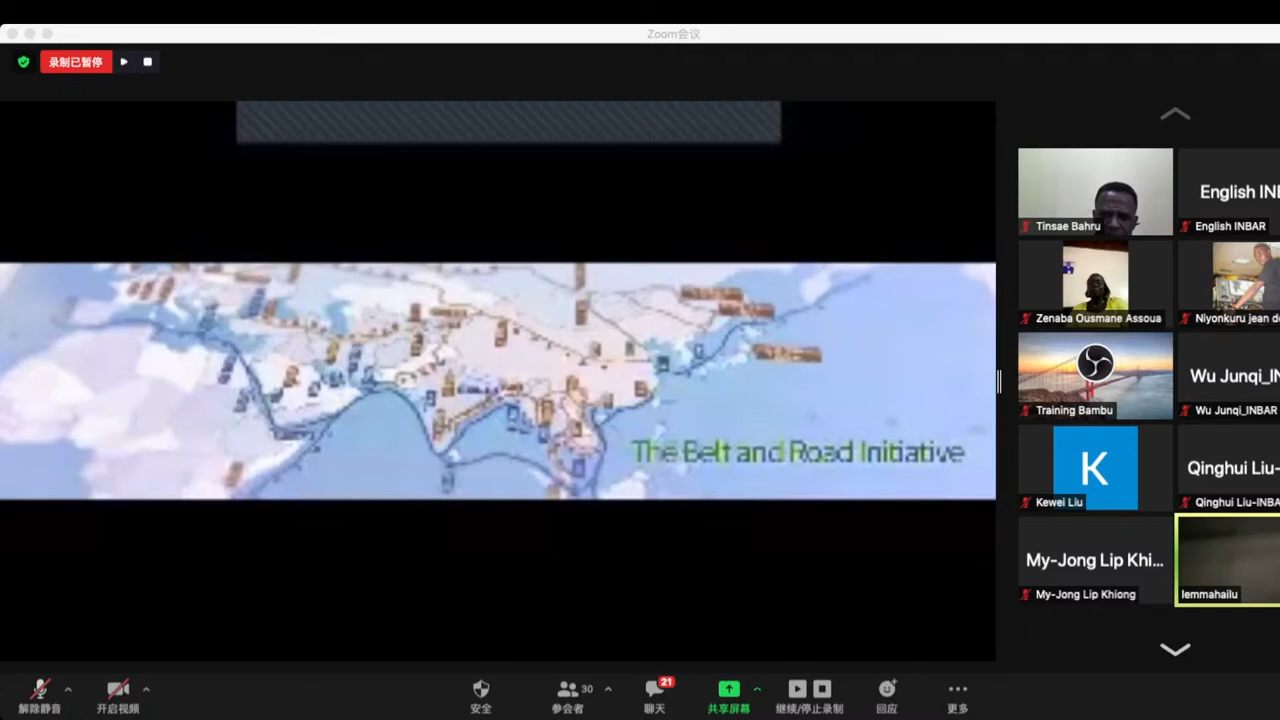 Zoom会议
录制已暂停
Tinsae Bahru
English INI
English INBAR
Zenaba Ousmane Assoua
Niyonkuru jean d
Training Bambu
Wu Junqi_IN
Wu Junqi_INBAR
K
Kewei Liu
Qinghui Liu-
Qinghui Liu-INBA
My-Jong Lip Khi...
My-Jong Lip Khiong
lemmahailu
The Belt and Road Initiative
解除静音
开启视频
安全
30
参会者
21
聊天
共享屏幕
继续/停止录制
回应
更多